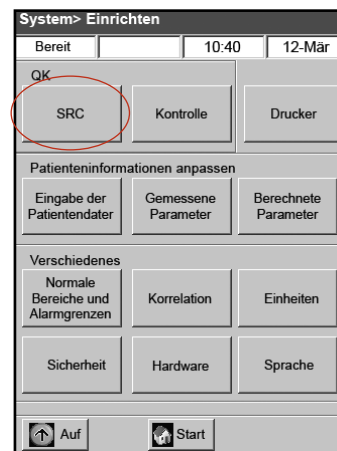 System> Einrichten
Bereit 10:40 12-Mär
QK
SRC Kontrolle Drucker
Patienteninformationen anpassen
Eingabe der Patientendater
Gemessene Parameter
Berechnete Parameter
Verschiedenes
Normale Bereiche und Alarmgrenzen
Korrelation Einheiten
Sicherheit Hardware Sprache
Auf Start